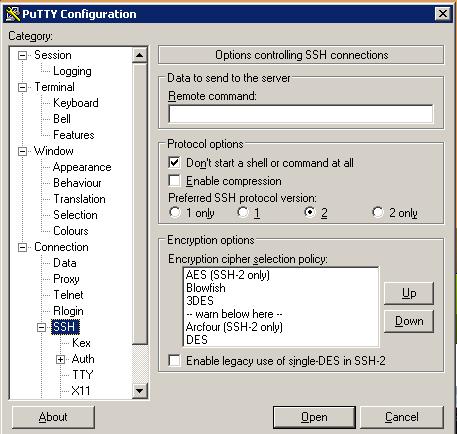 PuTTY Configuration
Category:
Session
Logging
Terminal
Keyboard
Bell
Features
Window
Appearance
Behaviour
Translation
Selection
Colours
Connection
Data
Proxy
Telnet
Rlogin
SSH
Kex
Auth
TTY
X11
Options controlling SSH connections
Data to send to the server
Remote command:
Protocol options
Don't start a shell or command at all
Enable compression
Preferred SSH protocol version:
1 only 1 2 2 only
Encryption options
Encryption cipher selection policy:
AES (SSH-2 only)
Blowfish
3DES
-- warn below here --
Arcfour (SSH-2 only)
DES
Up
Down
Enable legacy use of single-DES in SSH-2
About Open Cancel